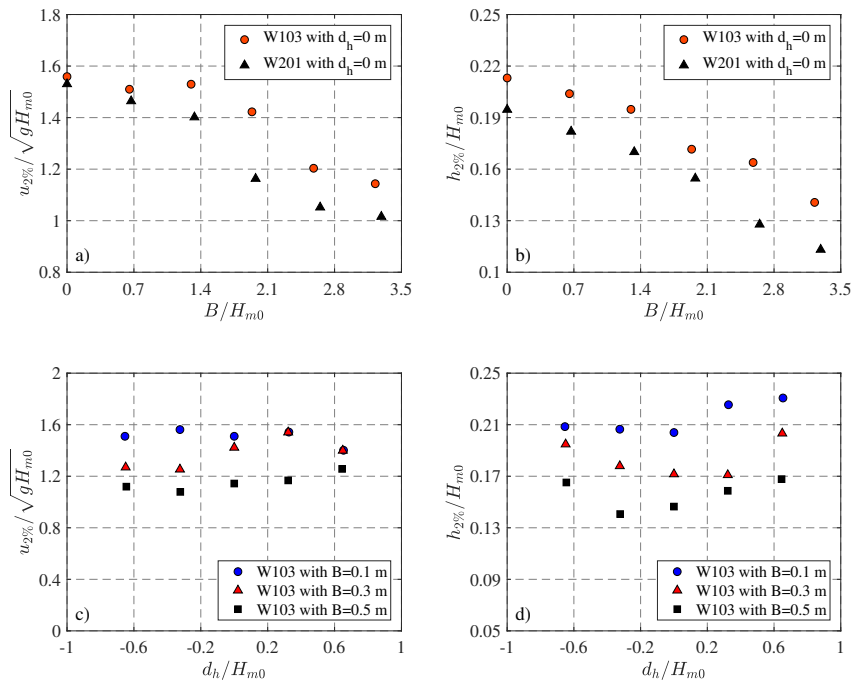 1.8
1.6
1.4
1.2
1
0.8
u2%/√gHm0
W103 with dh=0 m
W201 with dh=0 m
a)
0 0.7 1.4 2.1 2.8 3.5
B/Hm0
0.25
0.22
0.19
0.16
0.13
0.1
h2%/Hm0
W103 with dh=0 m
W201 with dh=0 m
b)
0 0.7 1.4 2.1 2.8 3.5
B/Hm0
2
1.6
1.2
0.8
0.4
0
u2%/√gHm0
W103 with B=0.1 m
W103 with B=0.3 m
W103 with B=0.5 m
c)
-1 -0.6 -0.2 0.2 0.6 1
dh/Hm0
0.25
0.21
0.17
0.13
0.09
0.05
h2%/Hm0
W103 with B=0.1 m
W103 with B=0.3 m
W103 with B=0.5 m
d)
-1 -0.6 -0.2 0.2 0.6 1
dh/Hm0